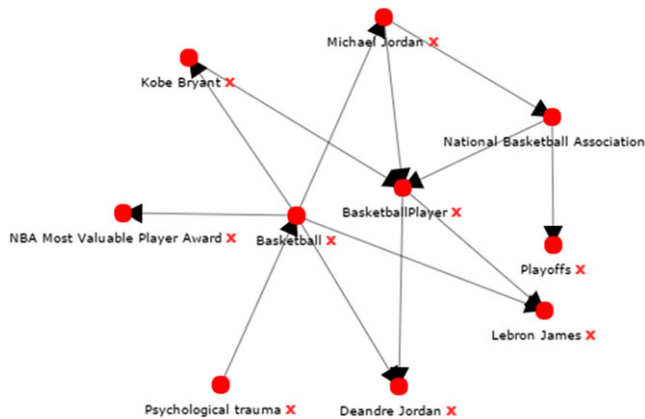 Michael Jordan x
Kobe Bryant x
National Basketball Association
BasketballPlayer x
NBA Most Valuable Player Award x
Basketball x
Playoffs x
Lebron James x
Psychological trauma x
Deandre Jordan x